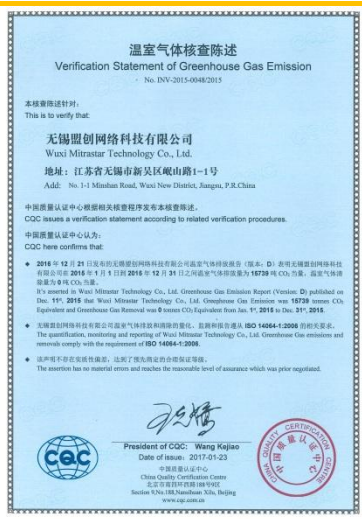 温室气体核查陈述
Verification Statement of Greenhouse Gas Emission
No. INV-2015-0048/2015
本核查陈述针对：
This is to verify that:
无锡盟创网络科技有限公司
Wuxi Mitrastar Technology Co., Ltd.
地址：江苏省无锡市新吴区岷山路1-1号
Add: No. 1-1 Minshan Road, Wuxi New District, Jiangsu, P.R.China
中国质量认证中心根据相关核查程序发布本核查陈述。
CQC issues a verification statement according to related verification procedures.
中国质量认证中心认为：
CQC here confirms that:
◆ 2016 年 12 月 21 日发布的无锡盟创网络科技有限公司温室气体排放报告（版本：D）表明无锡盟创网络科技
有限公司在 2015 年 1 月 1 日到 2015 年 12 月 31 日之间温室气体排放量为 15739 吨 CO₂ 当量，温室气体清
除量为 0 吨 CO₂ 当量。
It's asserted in Wuxi Mitrastar Technology Co., Ltd. Greenhouse Gas Emission Report (Version: D) published on
Dec. 11st, 2015 that Wuxi Mitrastar Technology Co., Ltd. Greenhouse Gas Emission was 15739 tonnes CO₂
Equivalent and Greenhouse Gas Removal was 0 tonnes CO₂ Equivalent from Jan. 1st, 2015 to Dec. 31st, 2015.
◆ 无锡盟创网络科技有限公司温室气体排放和清除的量化、监测和报告遵从 ISO 14064-1:2006 的相关要求。
The quantification, monitoring and reporting of Wuxi Mitrastar Technology Co., Ltd. Greenhouse Gas emissions and
removals comply with the requirement of ISO 14064-1:2006.
◆ 该声明不存在实质性偏差，达到了预先商定的合理保证等级。
The assertion has no material errors and reaches the reasonable level of assurance which was prior negotiated.
President of CQC: Wang Kejiao
Date of issue: 2017-01-23
中国质量认证中心
China Quality Certification Centre
北京市南四环西路188号9区
Section 9,No.188,Nansihuan Xilu, Beijing
www.cqc.com.cn
CQC
CHINA QUALITY CERTIFICATION CENTRE
中国质量认证中心